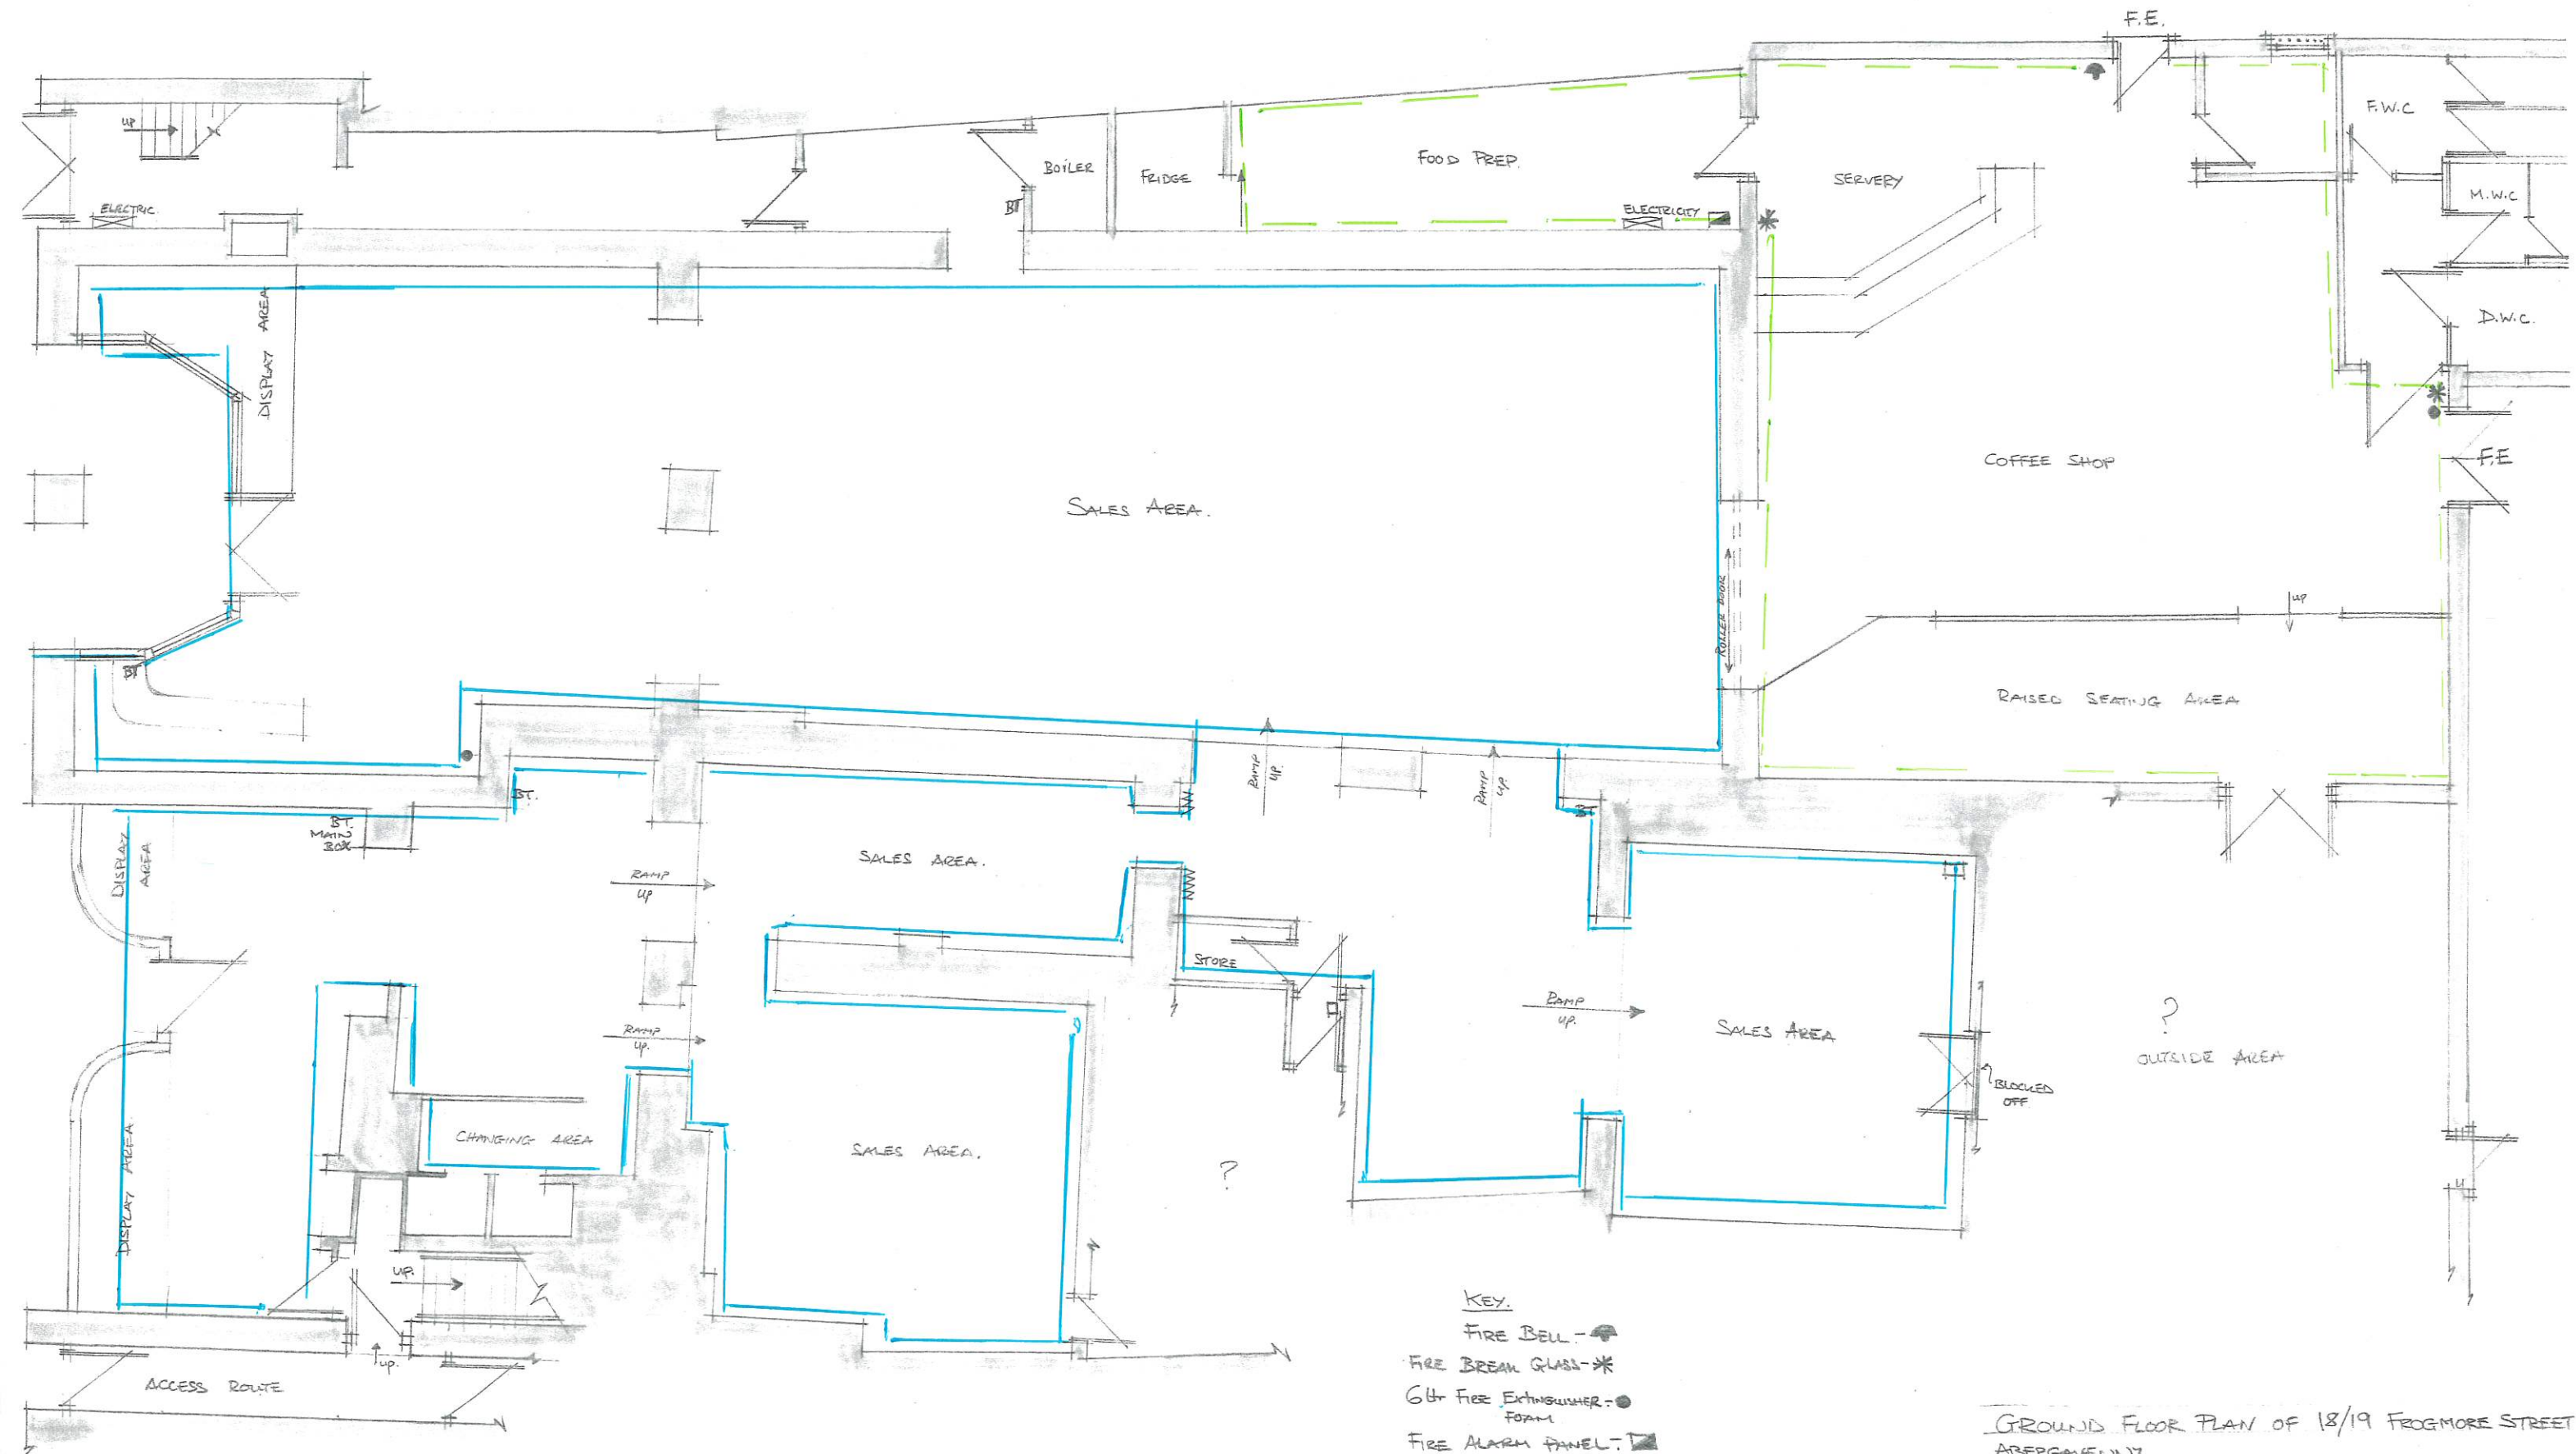 F.E.
UP
ELECTRIC.
BOILER
FRIDGE
FOOD PREP.
SERVERY
F.W.C
M.W.C
D.W.C.
BT
ELECTRICITY
DISPLAY AREA
SALES AREA.
COFFEE SHOP
F.E
ROLLER DOOR
UP
RAISED SEATING AREA
BT
BT.
BT.
MAIN
BOX
RAMP
UP.
RAMP
UP
BT
DISPLAY
AREA
RAMP
UP
SALES AREA.
STORE
RAMP
UP.
RAMP
UP.
SALES AREA
?
OUTSIDE AREA
BLOCKED
OFF
CHANGING AREA
SALES AREA.
?
DISPLAY AREA
UP.
UP.
ACCESS ROUTE
KEY.
FIRE BELL -
FIRE BREAK GLASS -
6ltr FIRE EXTINGUISHER -
FOAM
FIRE ALARM PANEL -
GROUND FLOOR PLAN OF 18/19 FROGMORE STREET